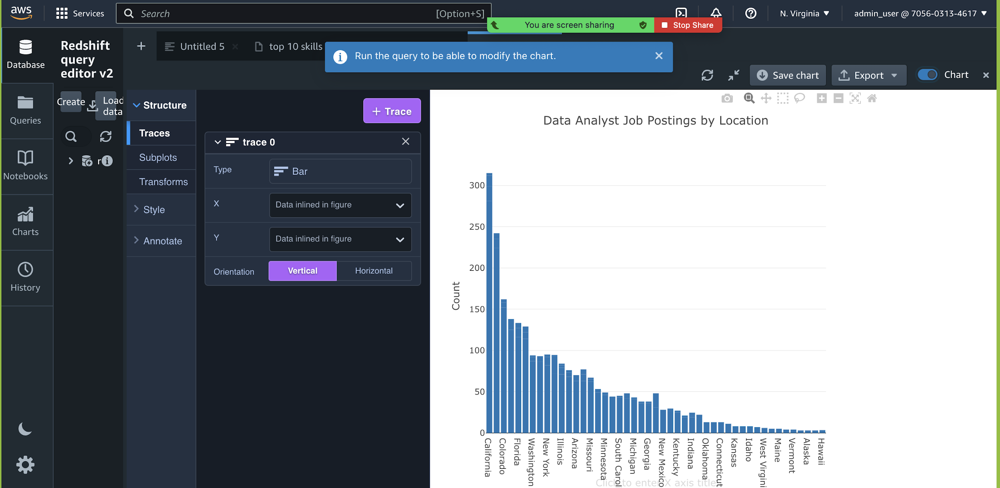 aws
Services
Search
[Option+S]
N. Virginia
admin_user @ 7056-0313-4617
You are screen sharing
Stop Share
Database
Queries
Notebooks
Charts
History
Redshift
query
editor v2
Create
Load
data
r
Untitled 5
top 10 skills
Run the query to be able to modify the chart.
Save chart
Export
Chart
Structure
Traces
Subplots
Transforms
Style
Annotate
Trace
trace 0
Type
Bar
X
Data inlined in figure
Y
Data inlined in figure
Orientation
Vertical
Horizontal
Data Analyst Job Postings by Location
Count
300
250
200
150
100
50
0
California
Colorado
Florida
Washington
New York
Illinois
Arizona
Missouri
Minnesota
South Caroli
Michigan
Georgia
New Mexico
Kentucky
Indiana
Oklahoma
Connecticut
Kansas
Idaho
West Virgini
Maine
Vermont
Alaska
Hawaii
Click to enter X axis title